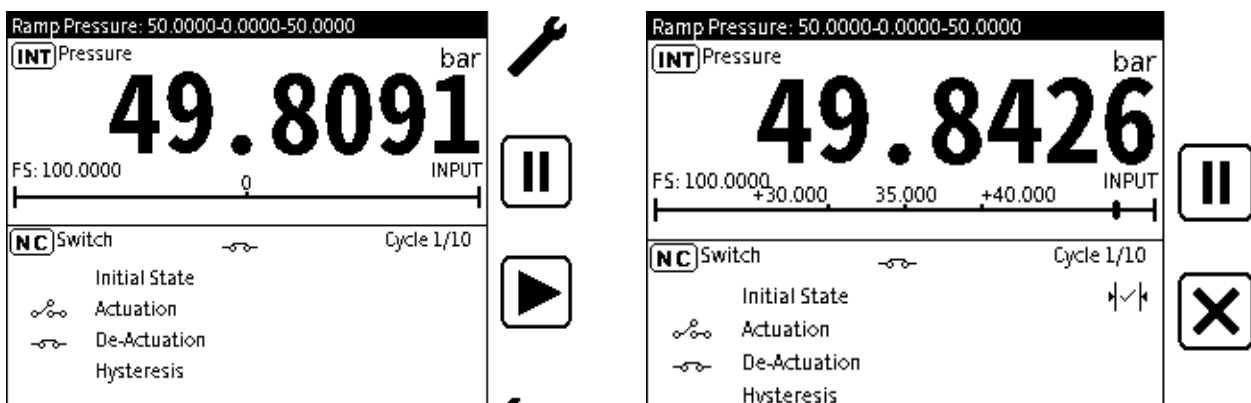 Ramp Pressure: 50.0000-0.0000-50.0000
INT Pressure
bar
49.8091
FS: 100.0000
0
INPUT
NC Switch
Cycle 1/10
Initial State
Actuation
De-Actuation
Hysteresis
Ramp Pressure: 50.0000-0.0000-50.0000
INT Pressure
bar
49.8426
FS: 100.0000
+30.000 35.000 +40.000
INPUT
NC Switch
Cycle 1/10
Initial State
Actuation
De-Actuation
Hysteresis